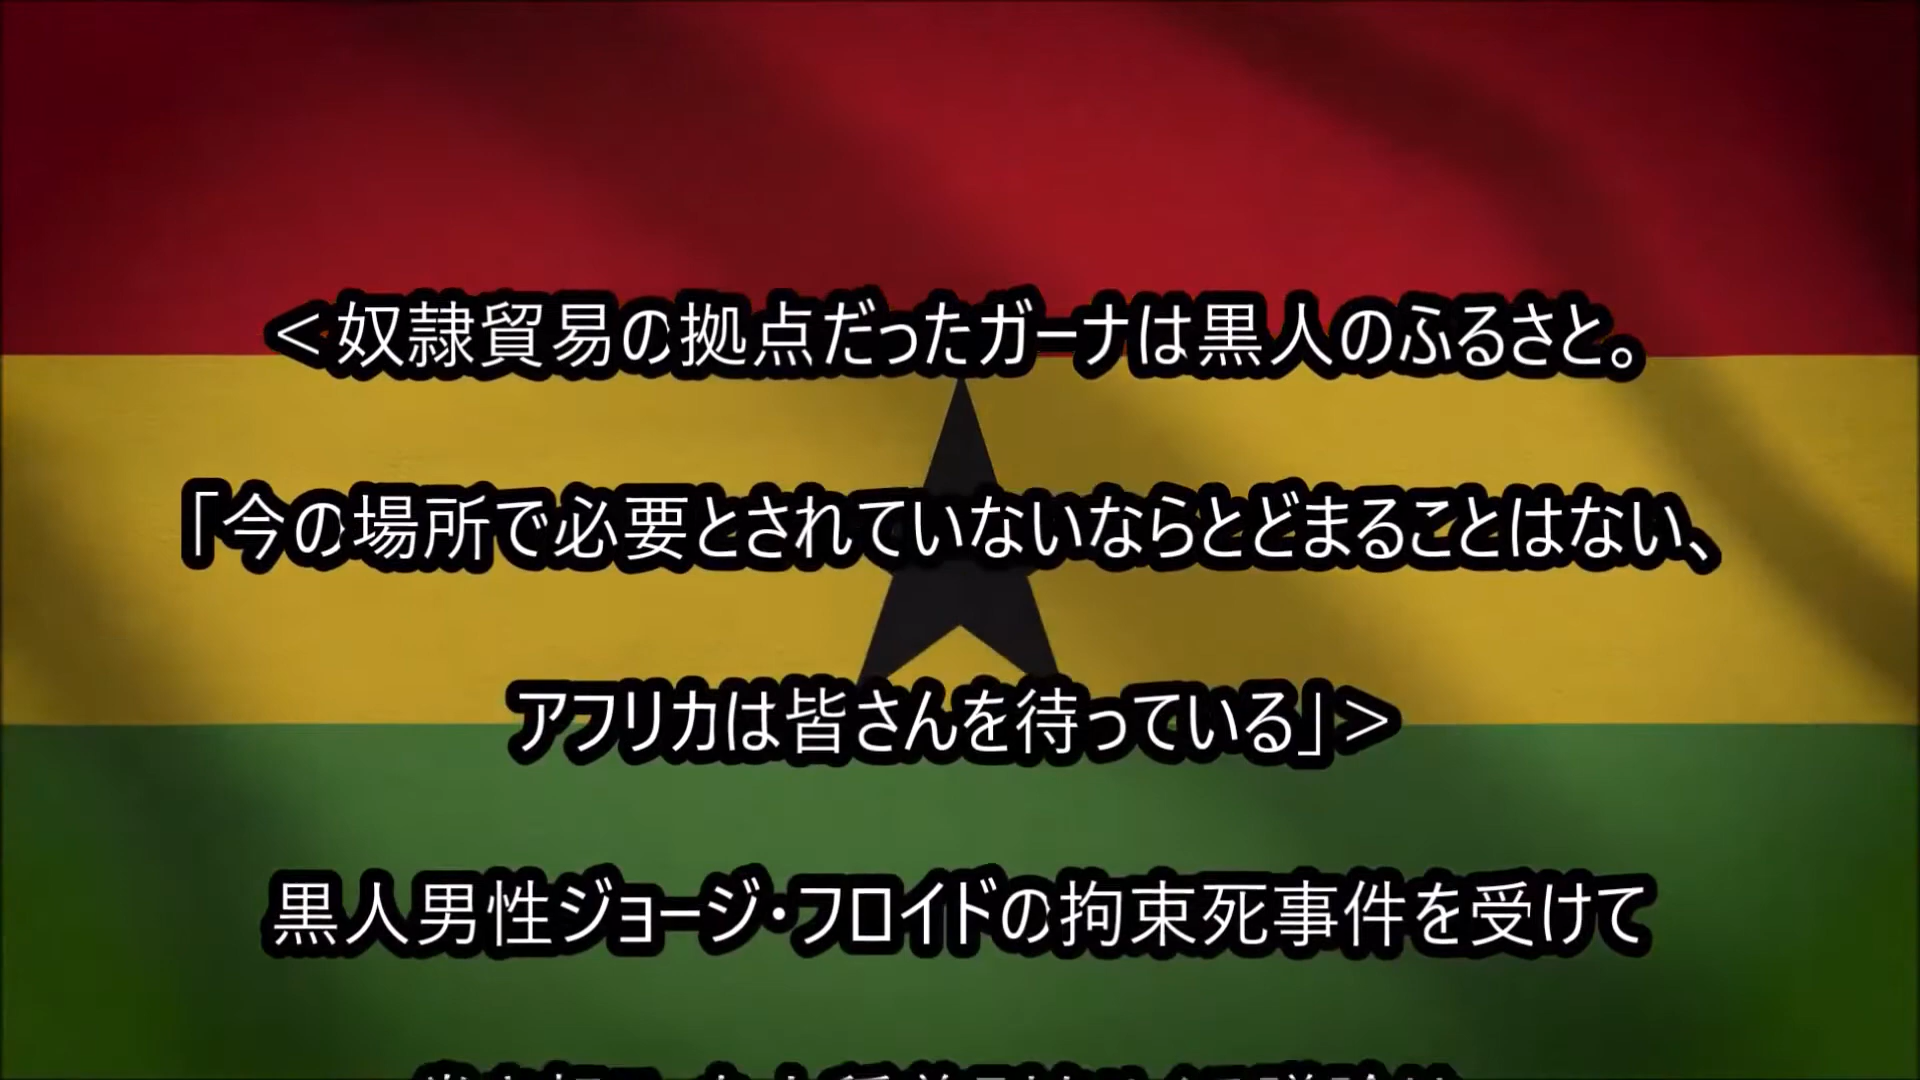 ＜奴隷貿易の拠点だったガーナは黒人のふるさと。
「今の場所で必要とされていないならとどまることはない、
アフリカは皆さんを待っている」＞
黒人男性ジョージ・フロイドの拘束死事件を受けて